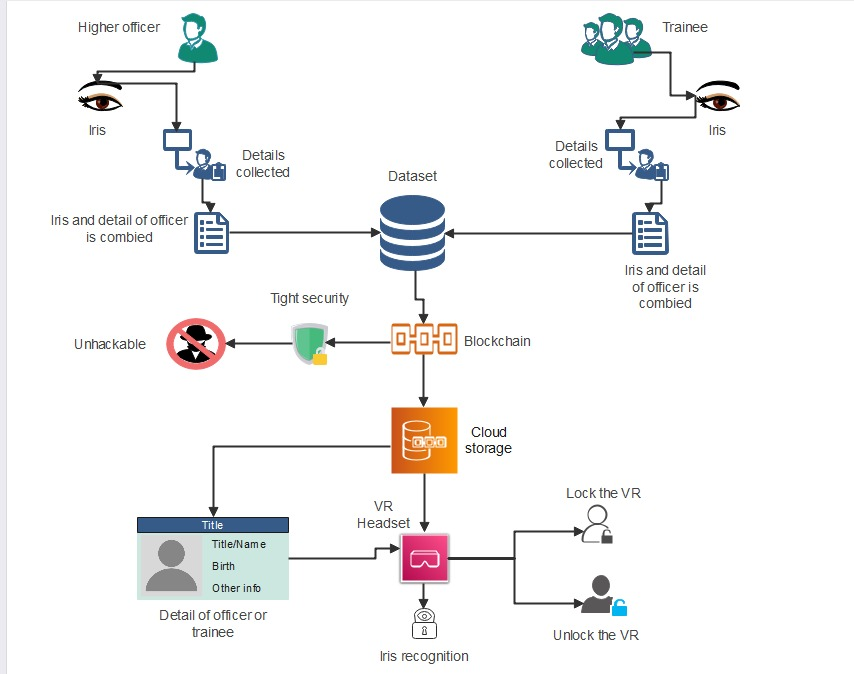 Higher officer
Trainee
Iris
Iris
Details
collected
Details
collected
Dataset
Iris and detail of officer
is combied
Iris and detail
of officer is
combied
Tight security
Unhackable
Blockchain
Cloud
storage
VR
Headset
Lock the VR
Title
Title/Name
Birth
Other info
Detail of officer or
trainee
Unlock the VR
Iris recognition